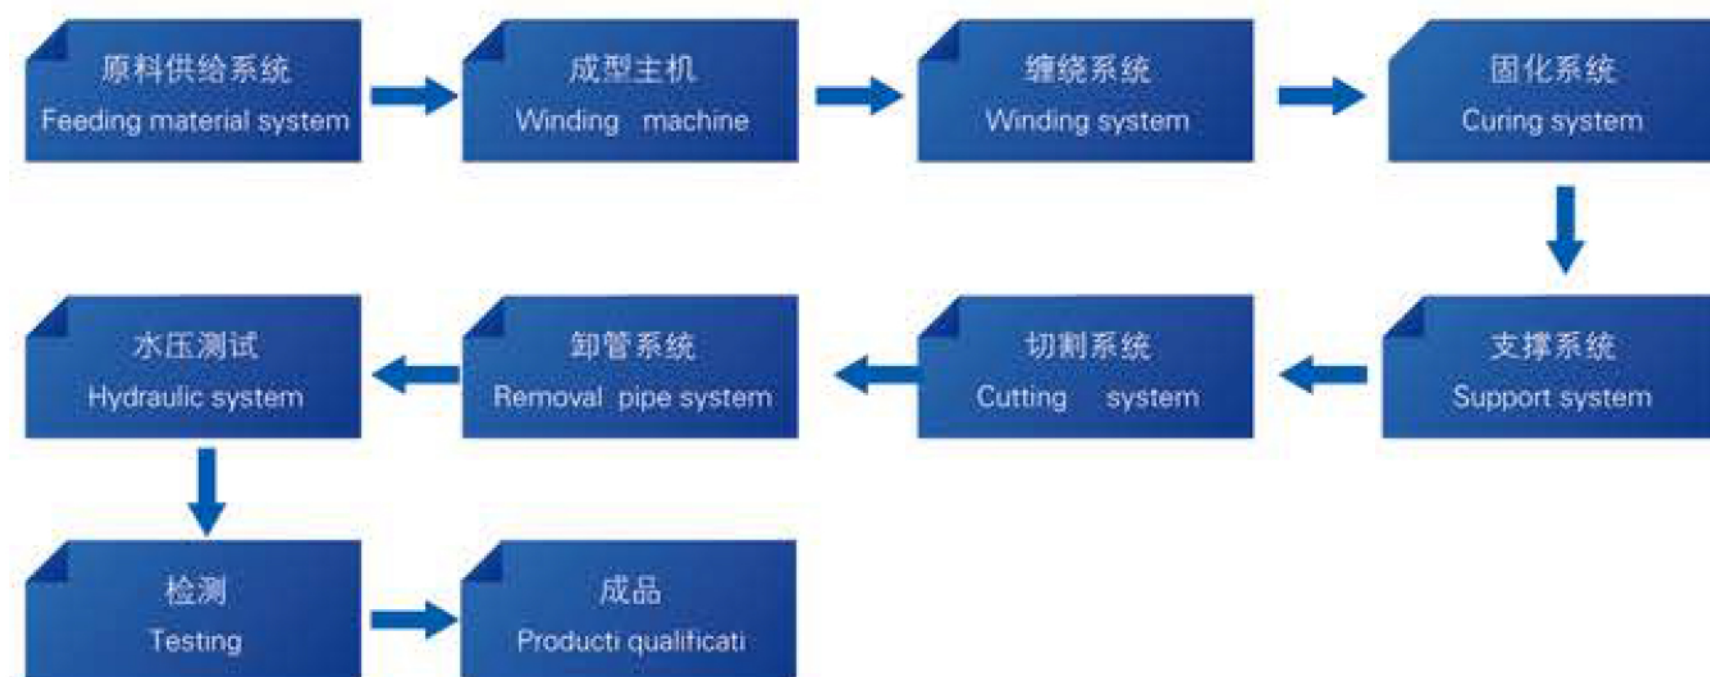 原料供给系统
Feeding material system
成型主机
Winding machine
缠绕系统
Winding system
固化系统
Curing system
支撑系统
Support system
切割系统
Cutting system
卸管系统
Removal pipe system
水压测试
Hydraulic system
检测
Testing
成品
Producti qualificati